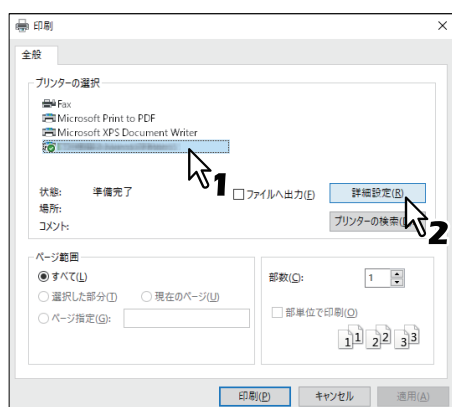 印刷
全般
プリンターの選択
Fax
Microsoft Print to PDF
Microsoft XPS Document Writer
1
状態: 準備完了
ファイルへ出力(F)
詳細設定(R)
場所:
コメント:
プリンターの検索
2
ページ範囲
すべて(L)
選択した部分(T) 現在のページ(U)
ページ指定(G):
部数(C): 1
部単位で印刷(O)
1 1 2 2 3 3
印刷(P) キャンセル 適用(A)